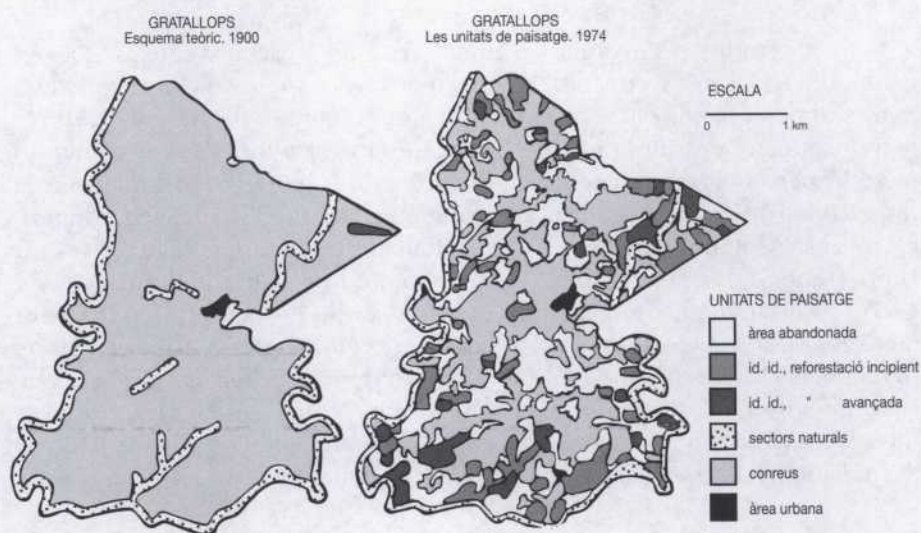 GRATALLOPS
Esquema teòric. 1900
GRATALLOPS
Les unitats de paisatge. 1974
ESCALA
0 1 km
UNITATS DE PAISATGE
àrea abandonada
id. id., reforestació incipient
id. id., " avançada
sectors naturals
conreus
àrea urbana